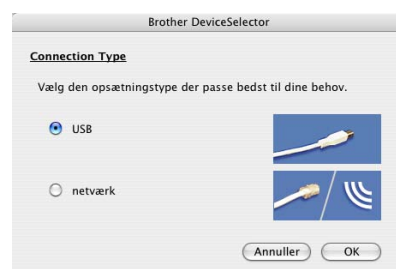 Brother DeviceSelector
Connection Type
Vælg den opsætningstype der passe bedst til dine behov.
USB
netværk
Annuller OK